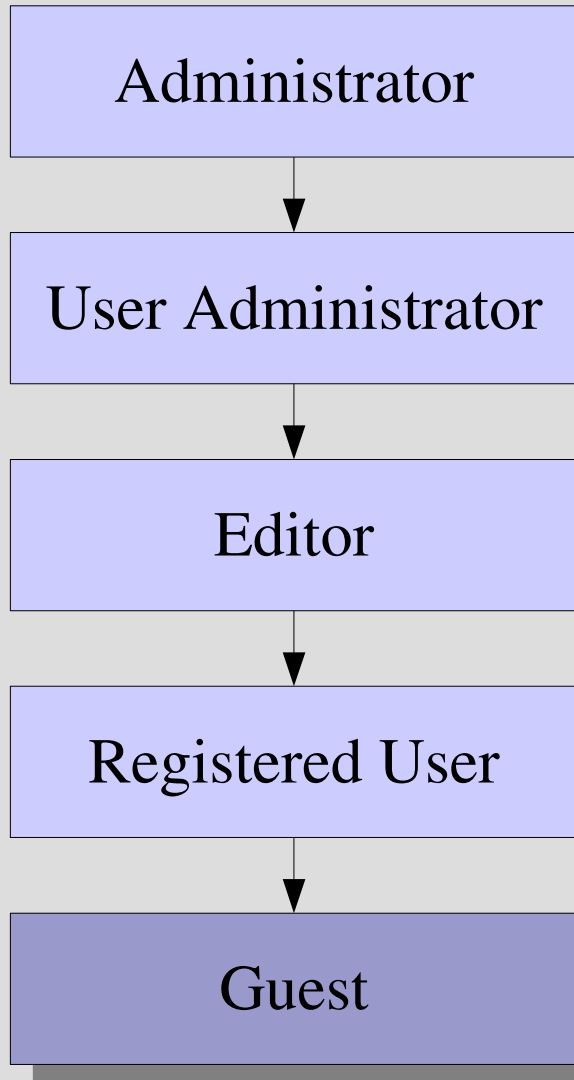 Administrator
User Administrator
Editor
Registered User
Guest